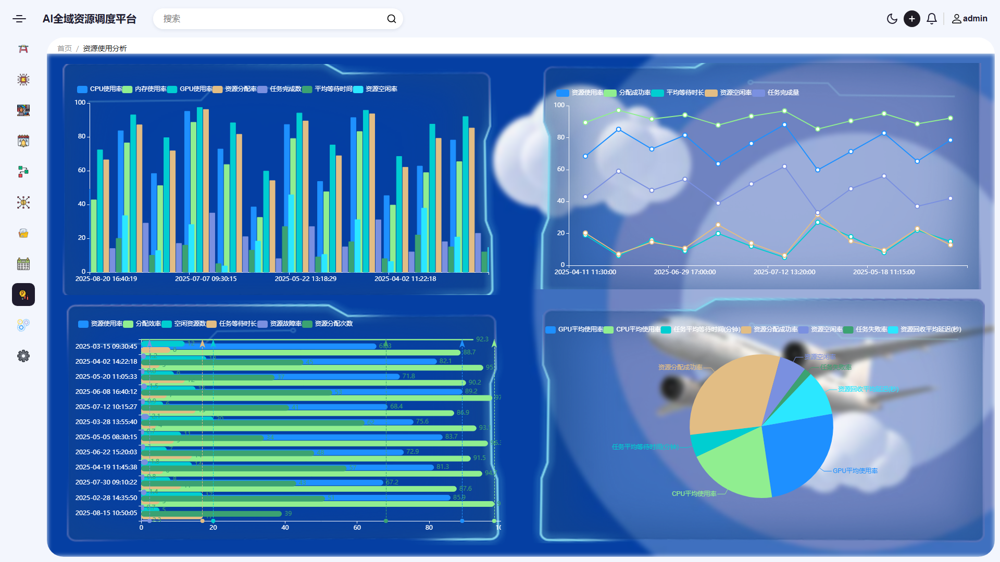 AI全域资源调度平台
搜索
admin
首页 / 资源使用分析
CPU使用率 内存使用率 GPU使用率 资源分配率 任务完成数 平均等待时间 资源空闲率
100
80
60
40
20
0
2025-08-20 16:40:19 2025-07-07 09:30:15 2025-05-22 13:18:29 2025-04-02 11:22:18
资源使用率 分配成功率 平均等待时长 资源空闲率 任务完成量
100
80
60
40
20
0
2025-04-11 11:30:00 2025-06-29 17:00:00 2025-07-12 13:20:00 2025-05-18 11:15:00
资源使用率 分配效率 空闲资源数 任务等待时长 资源故障率 资源分配次数
92.3
2025-03-15 09:30:45
88.7
2025-04-02 14:22:18 82.1
95
2025-05-20 11:05:33 71.8
90.2
2025-06-08 16:40:12 89.2
97
2025-07-12 10:15:27 68.4
86.9
2025-03-28 13:55:40 20 75.6
93.
2025-05-05 08:30:15 11 83.7
2025-06-22 15:20:03 72.9
91.5
2025-04-19 11:45:38 81.3
94.
2025-07-30 09:10:22 8 67.2
87.6
2025-02-28 14:35:50 85.9
2025-08-15 10:50:05 5 39
0 20 40 60 80
GPU平均使用率 CPU平均使用率 任务平均等待时间(分钟) 资源分配成功率 资源空闲率 任务失败率 资源回收平均延迟(秒)
资源空闲率
资源分配成功率 任务失败率
资源回收平均延迟(秒)
任务平均等待时间(分钟)
GPU平均使用率
CPU平均使用率